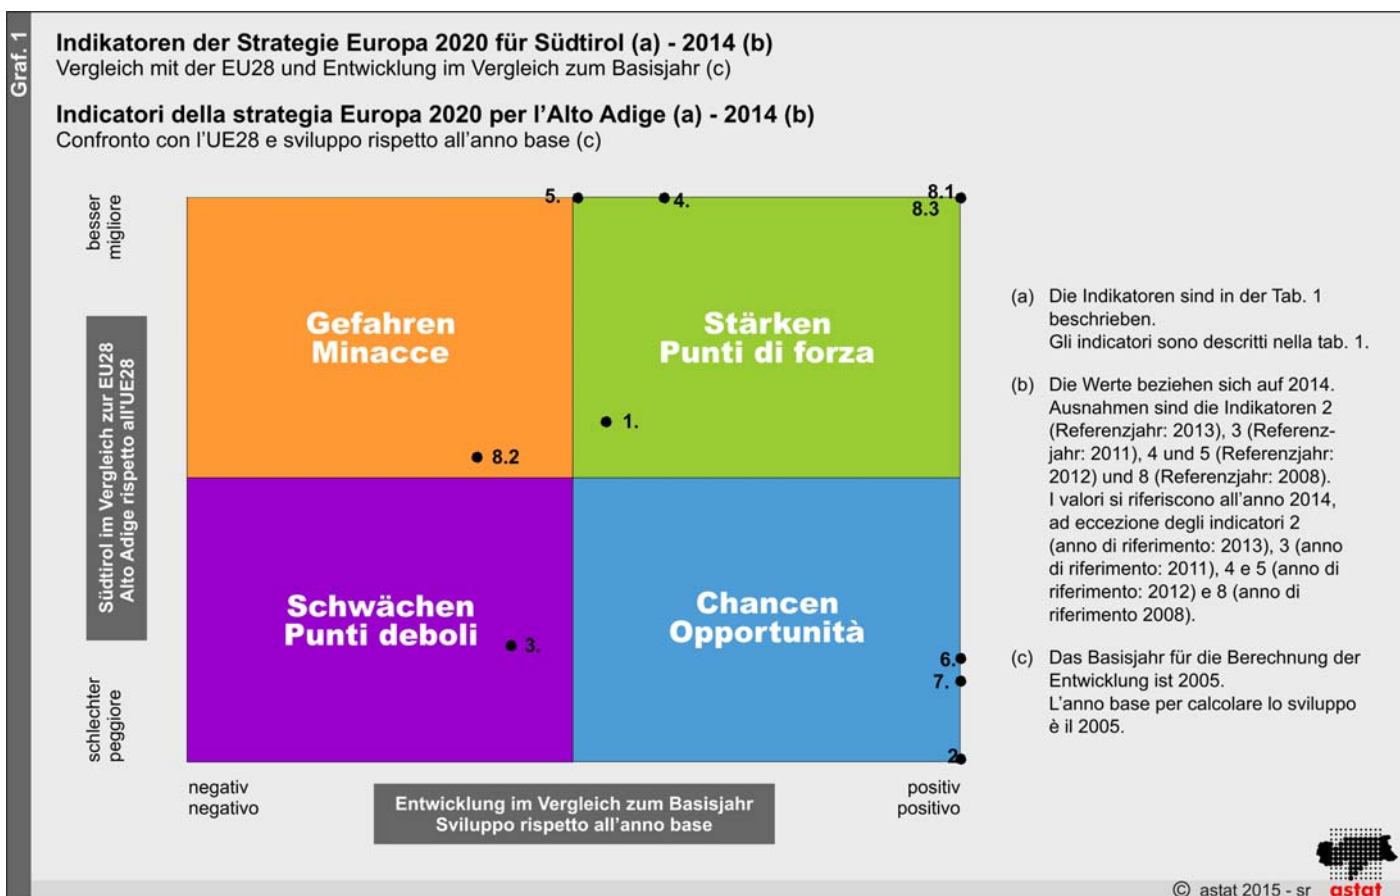 Graf. 1
Indikatoren der Strategie Europa 2020 für Südtirol (a) - 2014 (b)
Vergleich mit der EU28 und Entwicklung im Vergleich zum Basisjahr (c)
Indicatori della strategia Europa 2020 per l'Alto Adige (a) - 2014 (b)
Confronto con l'UE28 e sviluppo rispetto all'anno base (c)
besser
migliore
Südtirol im Vergleich zur EU28
Alto Adige rispetto all'UE28
schlechter
peggiore
5.
4.
8.1
8.3
Gefahren
Minacce
Stärken
Punti di forza
1.
8.2
Schwächen
Punti deboli
3.
Chancen
Opportunità
6.
7.
2.
negativ
negativo
Entwicklung im Vergleich zum Basisjahr
Sviluppo rispetto all'anno base
positiv
positivo
(a) Die Indikatoren sind in der Tab. 1
beschrieben.
Gli indicatori sono descritti nella tab. 1.
(b) Die Werte beziehen sich auf 2014.
Ausnahmen sind die Indikatoren 2
(Referenzjahr: 2013), 3 (Referenz-
jahr: 2011), 4 und 5 (Referenzjahr:
2012) und 8 (Referenzjahr: 2008).
I valori si riferiscono all'anno 2014,
ad eccezione degli indicatori 2
(anno di riferimento: 2013), 3 (anno
di riferimento: 2011), 4 e 5 (anno di
riferimento: 2012) e 8 (anno di
riferimento 2008).
(c) Das Basisjahr für die Berechnung der
Entwicklung ist 2005.
L'anno base per calcolare lo sviluppo
è il 2005.
© astat 2015 - sr
astat